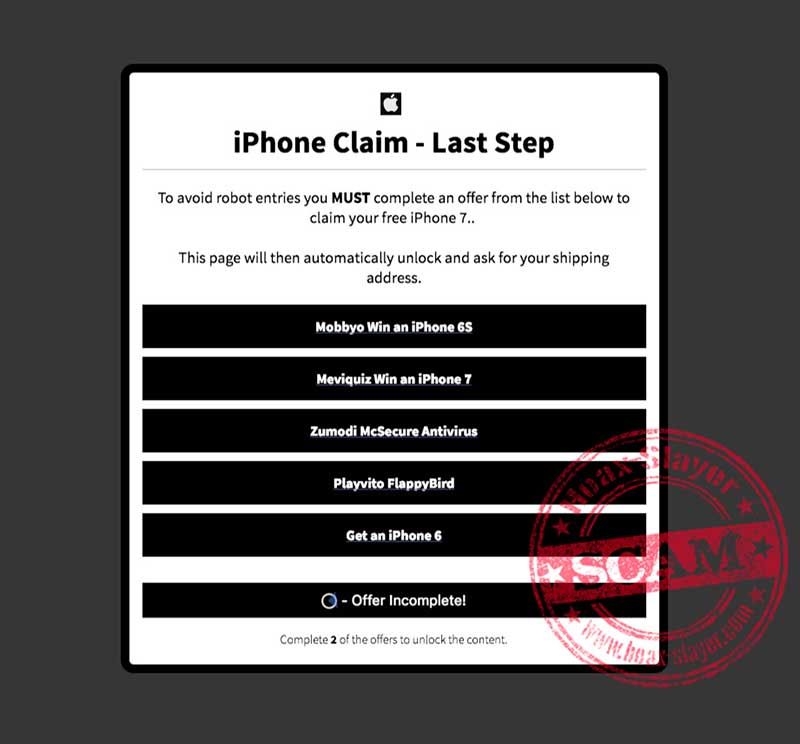 iPhone Claim - Last Step
To avoid robot entries you MUST complete an offer from the list below to
claim your free iPhone 7..
This page will then automatically unlock and ask for your shipping
address.
Mobbyo Win an iPhone 6S
Meviquiz Win an iPhone 7
Zumodi McSecure Antivirus
Playvito FlappyBird
Get an iPhone 6
- Offer Incomplete!
Complete 2 of the offers to unlock the content.
Hoax-Slayer
SCAM
www.hoax-slayer.com